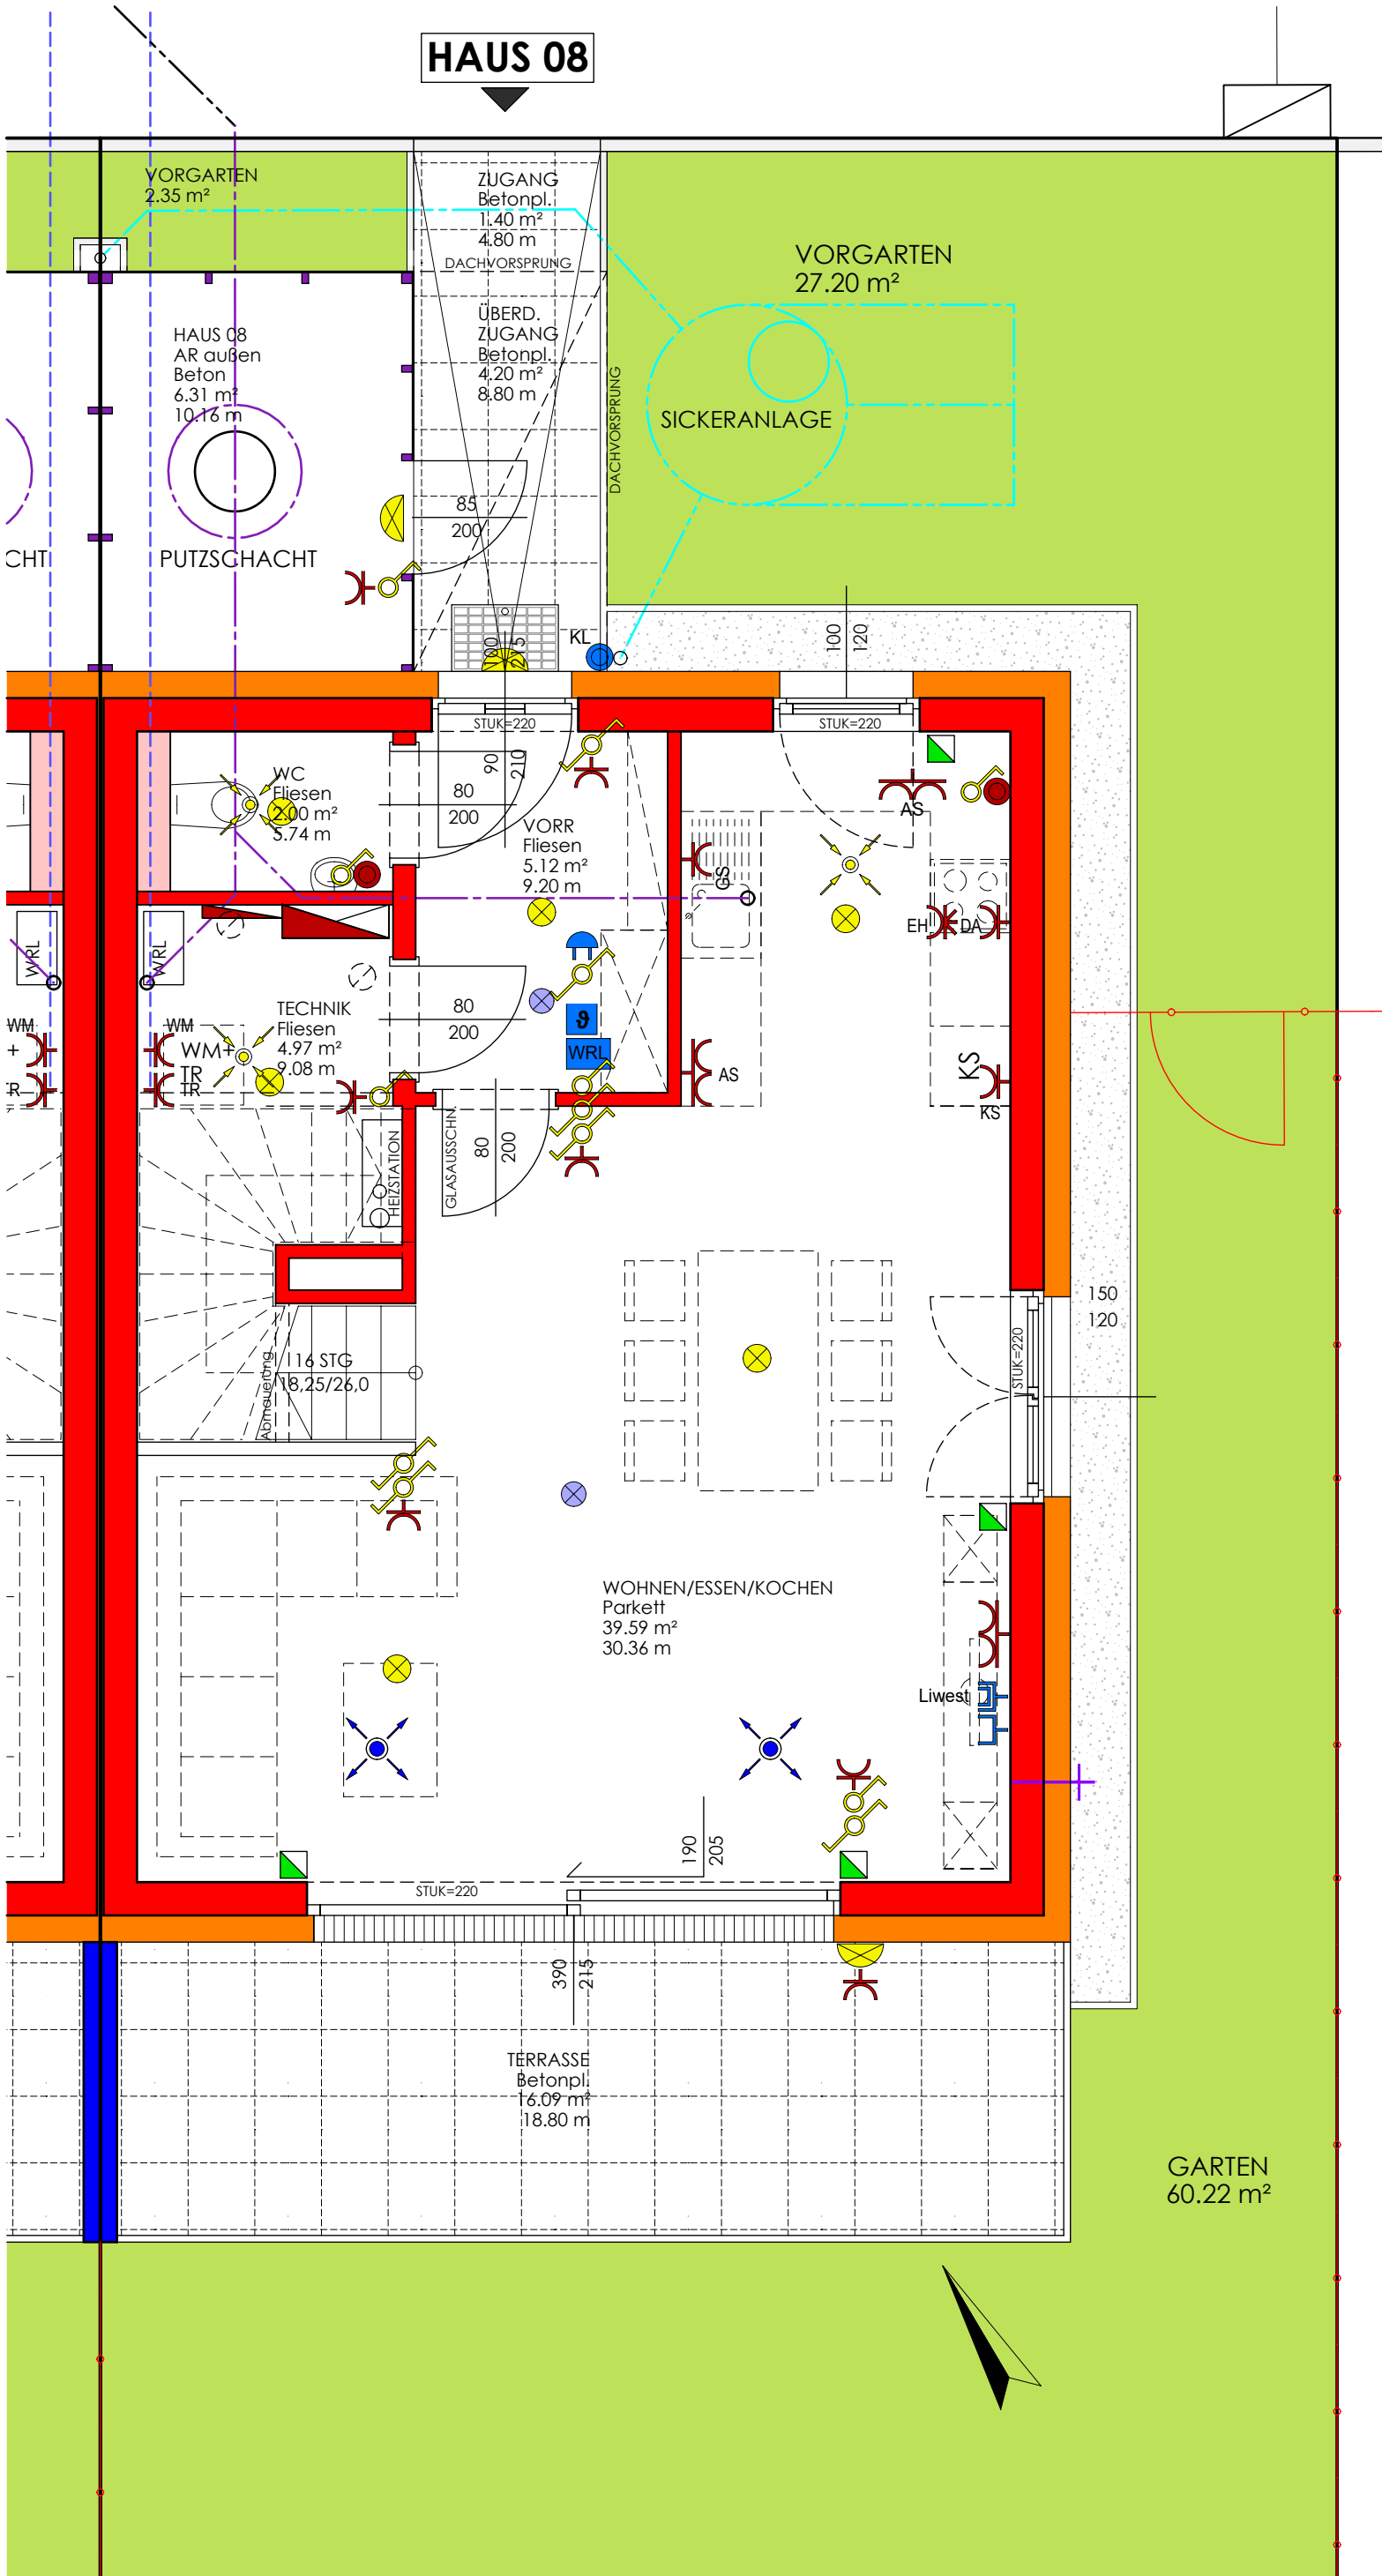 HAUS 08
VORGARTEN
2.35 m²
ZUGANG
Betonpl.
1.40 m²
4.80 m
DACHVORSPRUNG
VORGARTEN
27.20 m²
HAUS 08
AR außen
Beton
6.31 m²
10.16 m
ÜBERD.
ZUGANG
Betonpl.
4.20 m²
8.80 m
DACHVORSPRUNG
SICKERANLAGE
85
200
CHT
PUTZSCHACHT
KL
100
120
STUK=220
STUK=220
90
210
WC
Fliesen
2.00 m²
5.74 m
80
200
VORR
Fliesen
5.12 m²
9.20 m
AS
GS
EH
DA
WRL
WRL
TECHNIK
Fliesen
4.97 m²
9.08 m
80
200
ϑ
WRL
WM
+
R
WM
WM+
TR
TR
AS
KS
KS
HEIZSTATION
GLASAUSSCHN.
80
200
150
120
STUK=220
Abmauerung
16 STG
18,25/26,0
WOHNEN/ESSEN/KOCHEN
Parkett
39.59 m²
30.36 m
Liwest
190
205
STUK=220
390
215
TERRASSE
Betonpl.
16.09 m²
18.80 m
GARTEN
60.22 m²